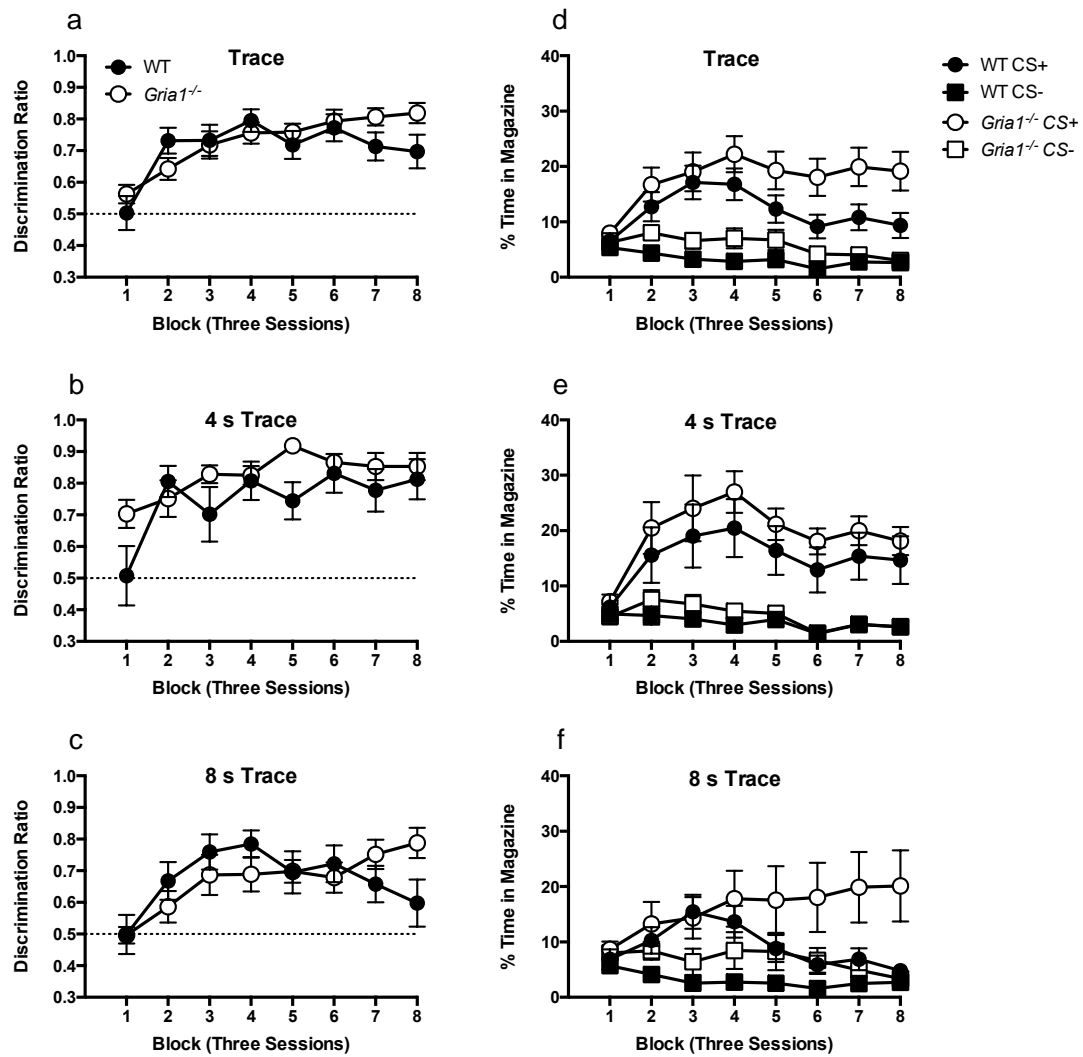 a
Trace
WT
Gria1-/-
Discrimination Ratio
1.0
0.9
0.8
0.7
0.6
0.5
0.4
0.3
1 2 3 4 5 6 7 8
Block (Three Sessions)
d
Trace
% Time in Magazine
40
30
20
10
0
1 2 3 4 5 6 7 8
Block (Three Sessions)
WT CS+
WT CS-
Gria1-/- CS+
Gria1-/- CS-
b
4 s Trace
Discrimination Ratio
1.0
0.9
0.8
0.7
0.6
0.5
0.4
0.3
1 2 3 4 5 6 7 8
Block (Three Sessions)
e
4 s Trace
% Time in Magazine
40
30
20
10
0
1 2 3 4 5 6 7 8
Block (Three Sessions)
c
8 s Trace
Discrimination Ratio
1.0
0.9
0.8
0.7
0.6
0.5
0.4
0.3
1 2 3 4 5 6 7 8
Block (Three Sessions)
f
8 s Trace
% Time in Magazine
40
30
20
10
0
1 2 3 4 5 6 7 8
Block (Three Sessions)